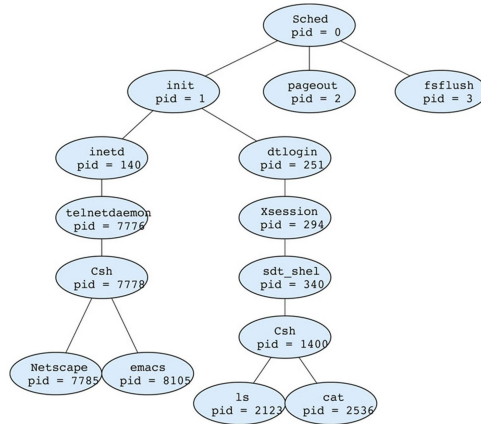 Sched
pid = 0
init
pid = 1
pageout
pid = 2
fsflush
pid = 3
inetd
pid = 140
dtlogin
pid = 251
telnetdaemon
pid = 7776
Xsession
pid = 294
Csh
pid = 7778
sdt_shel
pid = 340
Csh
pid = 1400
Netscape
pid = 7785
emacs
pid = 8105
ls
pid = 2123
cat
pid = 2536